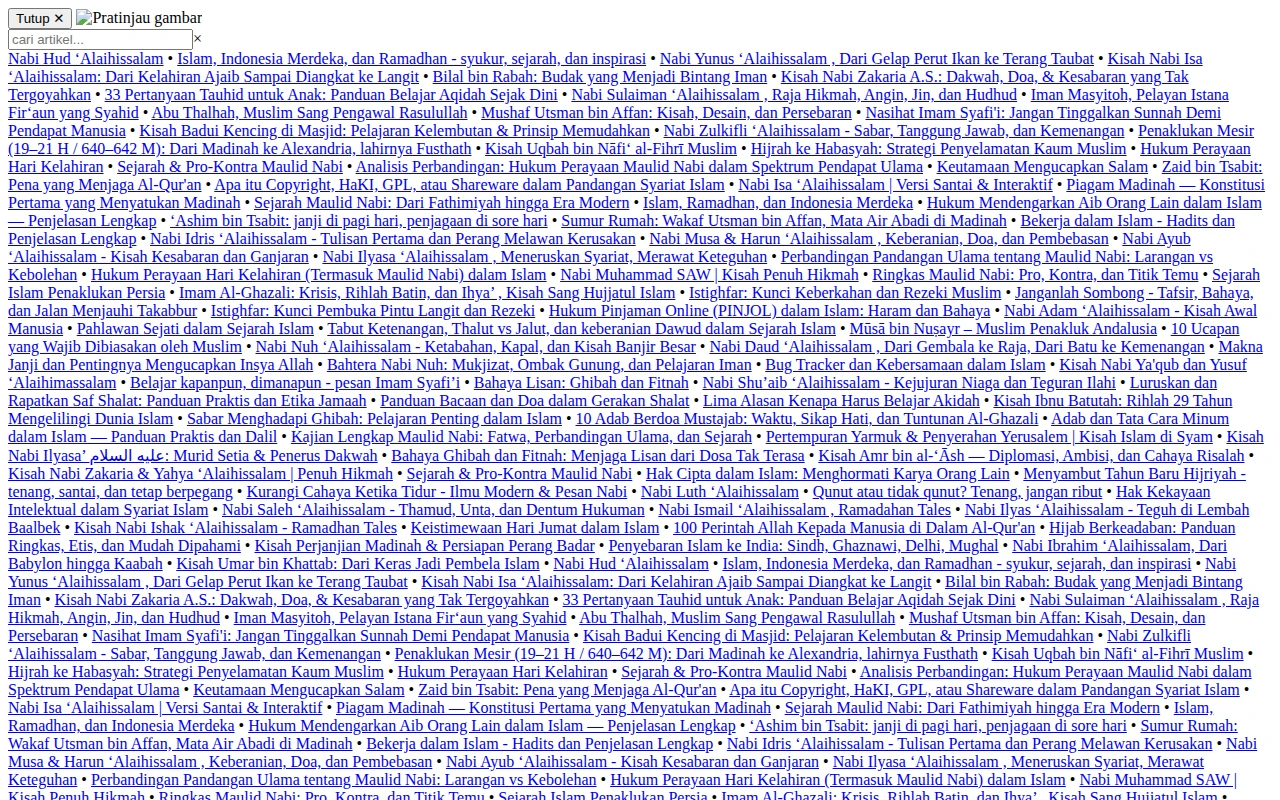 Tutup ✕ Pratinjau gambar
cari artikel... ×
Nabi Hud ‘Alaihissalam • Islam, Indonesia Merdeka, dan Ramadhan - syukur, sejarah, dan inspirasi • Nabi Yunus ‘Alaihissalam , Dari Gelap Perut Ikan ke Terang Taubat • Kisah Nabi Isa
‘Alaihissalam: Dari Kelahiran Ajaib Sampai Diangkat ke Langit • Bilal bin Rabah: Budak yang Menjadi Bintang Iman • Kisah Nabi Zakaria A.S.: Dakwah, Doa, & Kesabaran yang Tak
Tergoyahkan • 33 Pertanyaan Tauhid untuk Anak: Panduan Belajar Aqidah Sejak Dini • Nabi Sulaiman ‘Alaihissalam , Raja Hikmah, Angin, Jin, dan Hudhud • Iman Masyitoh, Pelayan Istana
Fir‘aun yang Syahid • Abu Thalhah, Muslim Sang Pengawal Rasulullah • Mushaf Utsman bin Affan: Kisah, Desain, dan Persebaran • Nasihat Imam Syafi'i: Jangan Tinggalkan Sunnah Demi
Pendapat Manusia • Kisah Badui Kencing di Masjid: Pelajaran Kelembutan & Prinsip Memudahkan • Nabi Zulkifli ‘Alaihissalam - Sabar, Tanggung Jawab, dan Kemenangan • Penaklukan Mesir
(19–21 H / 640–642 M): Dari Madinah ke Alexandria, lahirnya Fusthath • Kisah Uqbah bin Nāfi‘ al-Fihrī Muslim • Hijrah ke Habasyah: Strategi Penyelamatan Kaum Muslim • Hukum Perayaan
Hari Kelahiran • Sejarah & Pro-Kontra Maulid Nabi • Analisis Perbandingan: Hukum Perayaan Maulid Nabi dalam Spektrum Pendapat Ulama • Keutamaan Mengucapkan Salam • Zaid bin Tsabit:
Pena yang Menjaga Al-Qur'an • Apa itu Copyright, HaKI, GPL, atau Shareware dalam Pandangan Syariat Islam • Nabi Isa ‘Alaihissalam | Versi Santai & Interaktif • Piagam Madinah — Konstitusi
Pertama yang Menyatukan Madinah • Sejarah Maulid Nabi: Dari Fathimiyah hingga Era Modern • Islam, Ramadhan, dan Indonesia Merdeka • Hukum Mendengarkan Aib Orang Lain dalam Islam
— Penjelasan Lengkap • ‘Ashim bin Tsabit: janji di pagi hari, penjagaan di sore hari • Sumur Rumah: Wakaf Utsman bin Affan, Mata Air Abadi di Madinah • Bekerja dalam Islam - Hadits dan
Penjelasan Lengkap • Nabi Idris ‘Alaihissalam - Tulisan Pertama dan Perang Melawan Kerusakan • Nabi Musa & Harun ‘Alaihissalam , Keberanian, Doa, dan Pembebasan • Nabi Ayub
‘Alaihissalam - Kisah Kesabaran dan Ganjaran • Nabi Ilyasa ‘Alaihissalam , Meneruskan Syariat, Merawat Keteguhan • Perbandingan Pandangan Ulama tentang Maulid Nabi: Larangan vs
Kebolehan • Hukum Perayaan Hari Kelahiran (Termasuk Maulid Nabi) dalam Islam • Nabi Muhammad SAW | Kisah Penuh Hikmah • Ringkas Maulid Nabi: Pro, Kontra, dan Titik Temu • Sejarah
Islam Penaklukan Persia • Imam Al-Ghazali: Krisis, Rihlah Batin, dan Ihya’ , Kisah Sang Hujjatul Islam • Istighfar: Kunci Keberkahan dan Rezeki Muslim • Janganlah Sombong - Tafsir, Bahaya,
dan Jalan Menjauhi Takabbur • Istighfar: Kunci Pembuka Pintu Langit dan Rezeki • Hukum Pinjaman Online (PINJOL) dalam Islam: Haram dan Bahaya • Nabi Adam ‘Alaihissalam - Kisah Awal
Manusia • Pahlawan Sejati dalam Sejarah Islam • Tabut Ketenangan, Thalut vs Jalut, dan keberanian Dawud dalam Sejarah Islam • Mūsā bin Nuṣayr – Muslim Penakluk Andalusia • 10 Ucapan
yang Wajib Dibiasakan oleh Muslim • Nabi Nuh ‘Alaihissalam - Ketabahan, Kapal, dan Kisah Banjir Besar • Nabi Daud ‘Alaihissalam , Dari Gembala ke Raja, Dari Batu ke Kemenangan • Makna
Janji dan Pentingnya Mengucapkan Insya Allah • Bahtera Nabi Nuh: Mukjizat, Ombak Gunung, dan Pelajaran Iman • Bug Tracker dan Kebersamaan dalam Islam • Kisah Nabi Ya'qub dan Yusuf
‘Alaihimassalam • Belajar kapanpun, dimanapun - pesan Imam Syafi’i • Bahaya Lisan: Ghibah dan Fitnah • Nabi Shu’aib ‘Alaihissalam - Kejujuran Niaga dan Teguran Ilahi • Luruskan dan
Rapatkan Saf Shalat: Panduan Praktis dan Etika Jamaah • Panduan Bacaan dan Doa dalam Gerakan Shalat • Lima Alasan Kenapa Harus Belajar Akidah • Kisah Ibnu Batutah: Rihlah 29 Tahun
Mengelilingi Dunia Islam • Sabar Menghadapi Ghibah: Pelajaran Penting dalam Islam • 10 Adab Berdoa Mustajab: Waktu, Sikap Hati, dan Tuntunan Al-Ghazali • Adab dan Tata Cara Minum
dalam Islam — Panduan Praktis dan Dalil • Kajian Lengkap Maulid Nabi: Fatwa, Perbandingan Ulama, dan Sejarah • Pertempuran Yarmuk & Penyerahan Yerusalem | Kisah Islam di Syam • Kisah
Nabi Ilyasa’ عليه السلام: Murid Setia & Penerus Dakwah • Bahaya Ghibah dan Fitnah: Menjaga Lisan dari Dosa Tak Terasa • Kisah Amr bin al-‘Āsh — Diplomasi, Ambisi, dan Cahaya Risalah •
Kisah Nabi Zakaria & Yahya ‘Alaihissalam | Penuh Hikmah • Sejarah & Pro-Kontra Maulid Nabi • Hak Cipta dalam Islam: Menghormati Karya Orang Lain • Menyambut Tahun Baru Hijriyah -
tenang, santai, dan tetap berpegang • Kurangi Cahaya Ketika Tidur - Ilmu Modern & Pesan Nabi • Nabi Luth ‘Alaihissalam • Qunut atau tidak qunut? Tenang, jangan ribut • Hak Kekayaan
Intelektual dalam Syariat Islam • Nabi Saleh ‘Alaihissalam - Thamud, Unta, dan Dentum Hukuman • Nabi Ismail ‘Alaihissalam , Ramadahan Tales • Nabi Ilyas ‘Alaihissalam - Teguh di Lembah
Baalbek • Kisah Nabi Ishak ‘Alaihissalam - Ramadhan Tales • Keistimewaan Hari Jumat dalam Islam • 100 Perintah Allah Kepada Manusia di Dalam Al-Qur'an • Hijab Berkeadaban: Panduan
Ringkas, Etis, dan Mudah Dipahami • Kisah Perjanjian Madinah & Persiapan Perang Badar • Penyebaran Islam ke India: Sindh, Ghaznawi, Delhi, Mughal • Nabi Ibrahim ‘Alaihissalam, Dari
Babylon hingga Kaabah • Kisah Umar bin Khattab: Dari Keras Jadi Pembela Islam • Nabi Hud ‘Alaihissalam • Islam, Indonesia Merdeka, dan Ramadhan - syukur, sejarah, dan inspirasi • Nabi
Yunus ‘Alaihissalam , Dari Gelap Perut Ikan ke Terang Taubat • Kisah Nabi Isa ‘Alaihissalam: Dari Kelahiran Ajaib Sampai Diangkat ke Langit • Bilal bin Rabah: Budak yang Menjadi Bintang
Iman • Kisah Nabi Zakaria A.S.: Dakwah, Doa, & Kesabaran yang Tak Tergoyahkan • 33 Pertanyaan Tauhid untuk Anak: Panduan Belajar Aqidah Sejak Dini • Nabi Sulaiman ‘Alaihissalam , Raja
Hikmah, Angin, Jin, dan Hudhud • Iman Masyitoh, Pelayan Istana Fir‘aun yang Syahid • Abu Thalhah, Muslim Sang Pengawal Rasulullah • Mushaf Utsman bin Affan: Kisah, Desain, dan
Persebaran • Nasihat Imam Syafi'i: Jangan Tinggalkan Sunnah Demi Pendapat Manusia • Kisah Badui Kencing di Masjid: Pelajaran Kelembutan & Prinsip Memudahkan • Nabi Zulkifli
‘Alaihissalam - Sabar, Tanggung Jawab, dan Kemenangan • Penaklukan Mesir (19–21 H / 640–642 M): Dari Madinah ke Alexandria, lahirnya Fusthath • Kisah Uqbah bin Nāfi‘ al-Fihrī Muslim •
Hijrah ke Habasyah: Strategi Penyelamatan Kaum Muslim • Hukum Perayaan Hari Kelahiran • Sejarah & Pro-Kontra Maulid Nabi • Analisis Perbandingan: Hukum Perayaan Maulid Nabi dalam
Spektrum Pendapat Ulama • Keutamaan Mengucapkan Salam • Zaid bin Tsabit: Pena yang Menjaga Al-Qur'an • Apa itu Copyright, HaKI, GPL, atau Shareware dalam Pandangan Syariat Islam •
Nabi Isa ‘Alaihissalam | Versi Santai & Interaktif • Piagam Madinah — Konstitusi Pertama yang Menyatukan Madinah • Sejarah Maulid Nabi: Dari Fathimiyah hingga Era Modern • Islam,
Ramadhan, dan Indonesia Merdeka • Hukum Mendengarkan Aib Orang Lain dalam Islam — Penjelasan Lengkap • ‘Ashim bin Tsabit: janji di pagi hari, penjagaan di sore hari • Sumur Rumah:
Wakaf Utsman bin Affan, Mata Air Abadi di Madinah • Bekerja dalam Islam - Hadits dan Penjelasan Lengkap • Nabi Idris ‘Alaihissalam - Tulisan Pertama dan Perang Melawan Kerusakan • Nabi
Musa & Harun ‘Alaihissalam , Keberanian, Doa, dan Pembebasan • Nabi Ayub ‘Alaihissalam - Kisah Kesabaran dan Ganjaran • Nabi Ilyasa ‘Alaihissalam , Meneruskan Syariat, Merawat
Keteguhan • Perbandingan Pandangan Ulama tentang Maulid Nabi: Larangan vs Kebolehan • Hukum Perayaan Hari Kelahiran (Termasuk Maulid Nabi) dalam Islam • Nabi Muhammad SAW |
Kisah Penuh Hikmah • Ringkas Maulid Nabi: Pro, Kontra, dan Titik Temu • Sejarah Islam Penaklukan Persia • Imam Al-Ghazali: Krisis, Rihlah Batin, dan Ihya’ , Kisah Sang Hujjatul Islam •